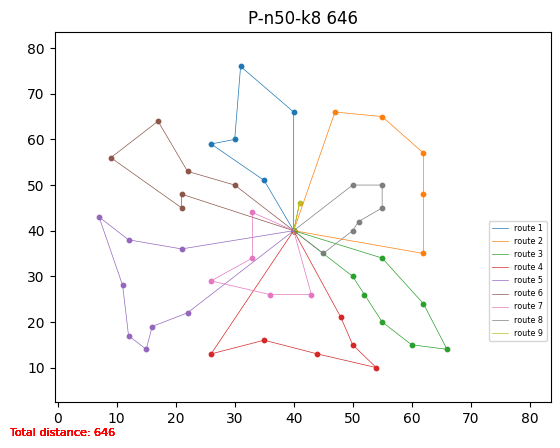 P-n50-k8 646
80
70
60
50
40
30
20
10
0 10 20 30 40 50 60 70 80
route 1
route 2
route 3
route 4
route 5
route 6
route 7
route 8
route 9
Total distance: 646